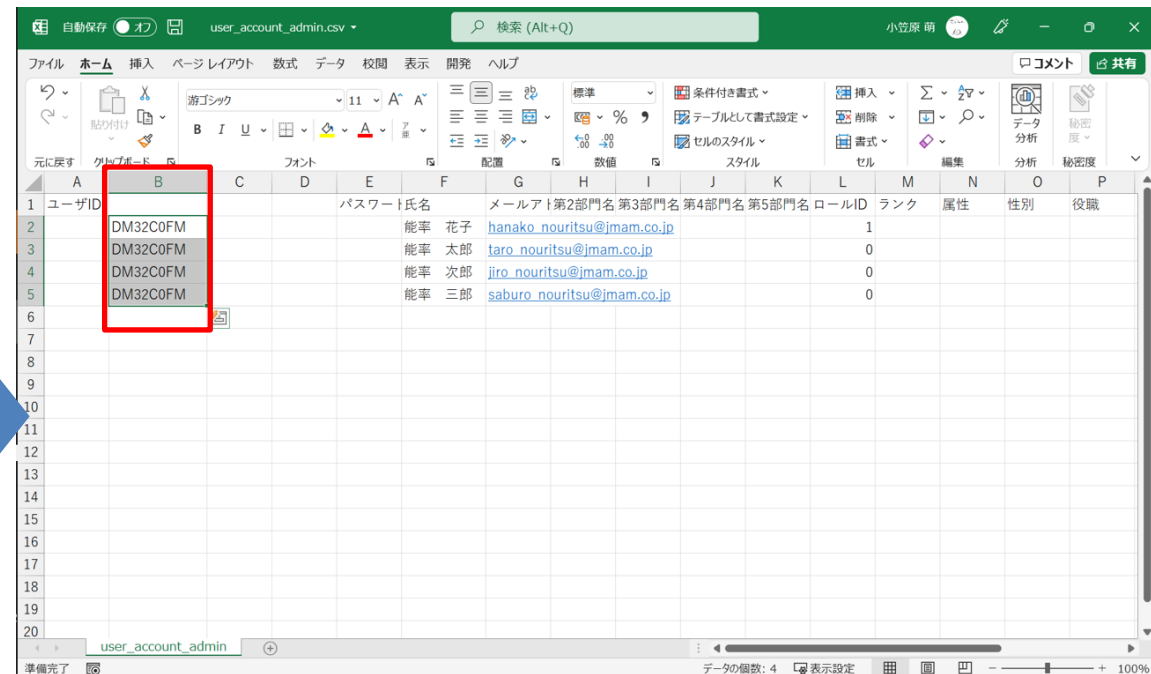 自動保存 オフ user_account_admin.csv 検索 (Alt+Q) 小笠原 萌
ファイル ホーム 挿入 ページ レイアウト 数式 データ 校閲 表示 開発 ヘルプ コメント 共有
貼り付け 游ゴシック 11 A A 標準 条件付き書式 挿入
B I U A テーブルとして書式設定 削除 データ分析 秘密度
セルのスタイル 書式
元に戻す クリップボード フォント 配置 数値 スタイル セル 編集 分析 秘密度
A B C D E F G H I J K L M N O P
1 ユーザID パスワート 氏名 メールアト 第2部門名 第3部門名 第4部門名 第5部門名 ロールID ランク 属性 性別 役職
2 DM32C0FM 能率 花子 hanako_nouritsu@jmam.co.jp 1
3 DM32C0FM 能率 太郎 taro_nouritsu@jmam.co.jp 0
4 DM32C0FM 能率 次郎 jiro_nouritsu@jmam.co.jp 0
5 DM32C0FM 能率 三郎 saburo_nouritsu@jmam.co.jp 0
6
7
8
9
10
11
12
13
14
15
16
17
18
19
20
user_account_admin
準備完了 データの個数: 4 表示設定 100%